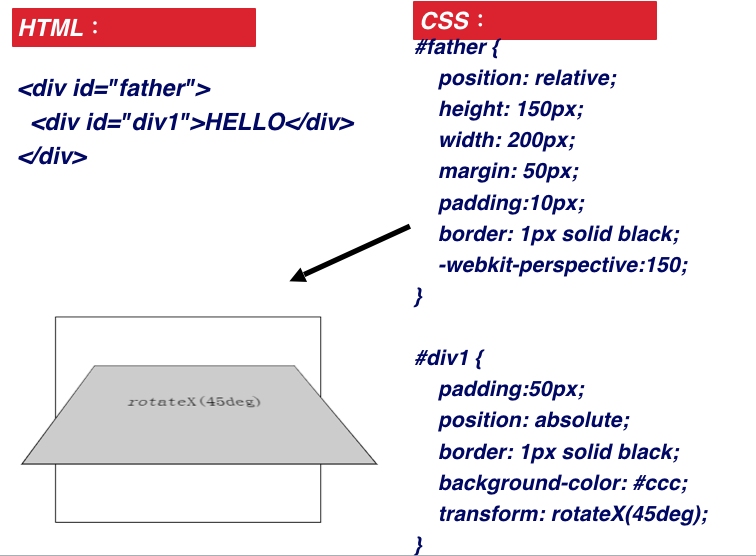 HTML：
<div id="father">
<div id="div1">HELLO</div>
</div>
rotateX(45deg)
CSS：
#father {
position: relative;
height: 150px;
width: 200px;
margin: 50px;
padding:10px;
border: 1px solid black;
-webkit-perspective:150;
}
#div1 {
padding:50px;
position: absolute;
border: 1px solid black;
background-color: #ccc;
transform: rotateX(45deg);
}